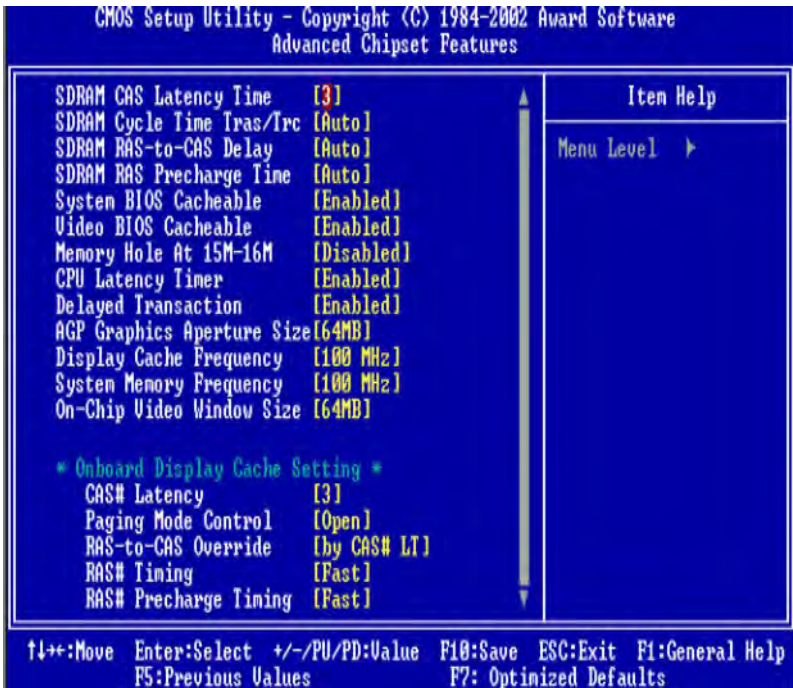 CMOS Setup Utility - Copyright (C) 1984-2002 Award Software
Advanced Chipset Features
SDRAM CAS Latency Time [3]
SDRAM Cycle Time Tras/Trc [Auto]
SDRAM RAS-to-CAS Delay [Auto]
SDRAM RAS Precharge Time [Auto]
System BIOS Cacheable [Enabled]
Video BIOS Cacheable [Enabled]
Memory Hole At 15M-16M [Disabled]
CPU Latency Timer [Enabled]
Delayed Transaction [Enabled]
AGP Graphics Aperture Size[64MB]
Display Cache Frequency [100 MHz]
System Memory Frequency [100 MHz]
On-Chip Video Window Size [64MB]
* Onboard Display Cache Setting *
CAS# Latency [3]
Paging Mode Control [Open]
RAS-to-CAS Override [by CAS# LT]
RAS# Timing [Fast]
RAS# Precharge Timing [Fast]
Item Help
Menu Level
↑↓→←:Move Enter:Select +/-/PU/PD:Value F10:Save ESC:Exit F1:General Help
F5:Previous Values F7: Optimized Defaults